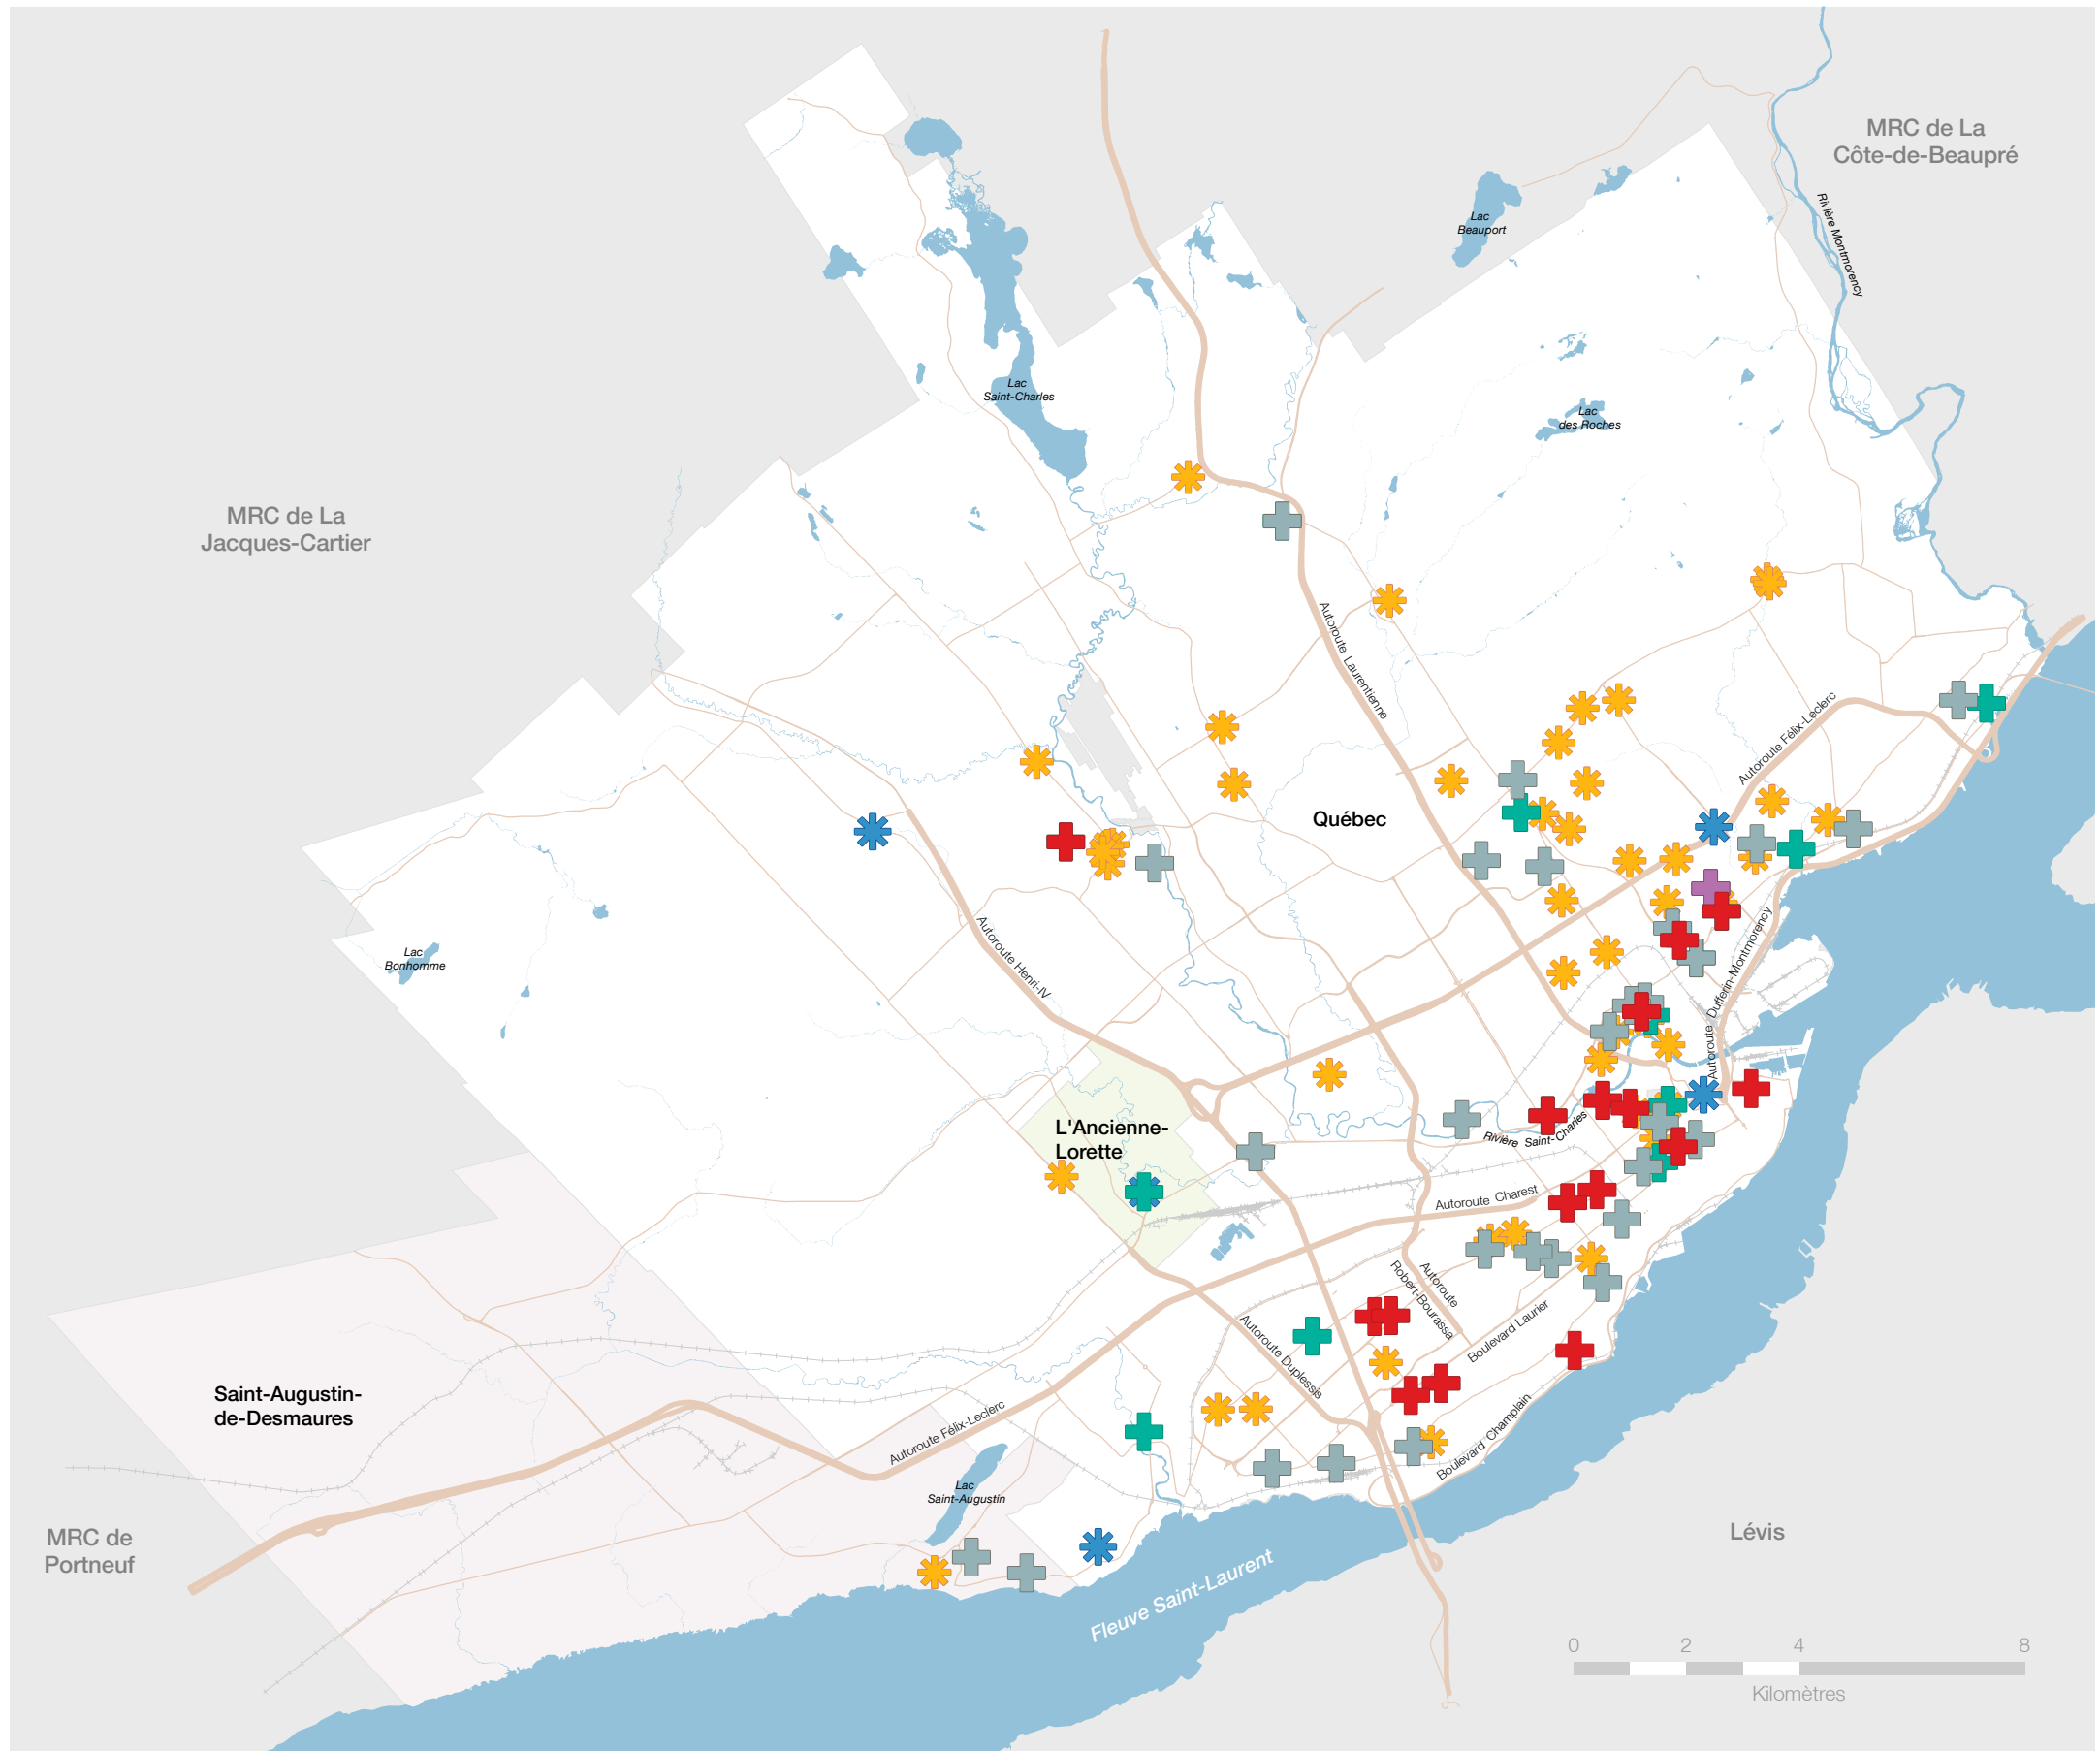 MRC de La
Côte-de-Beaupré
Rivière Montmorency
Lac
Beauport
Lac
Saint-Charles
Lac
des Roches
MRC de La
Jacques-Cartier
Autoroute Laurentienne
Autoroute Félix-Leclerc
Québec
Autoroute Henri-IV
Lac
Bonhomme
Autoroute Dufferin-Montmorency
L'Ancienne-
Lorette
Rivière Saint-Charles
Autoroute Charest
Autoroute
Robert-Bourassa
Boulevard Laurier
Autoroute Duplessis
Saint-Augustin-
de-Desmaures
Autoroute Félix-Leclerc
Boulevard Champlain
Lac
Saint-Augustin
MRC de
Portneuf
Lévis
Fleuve Saint-Laurent
0 2 4 8
Kilomètres